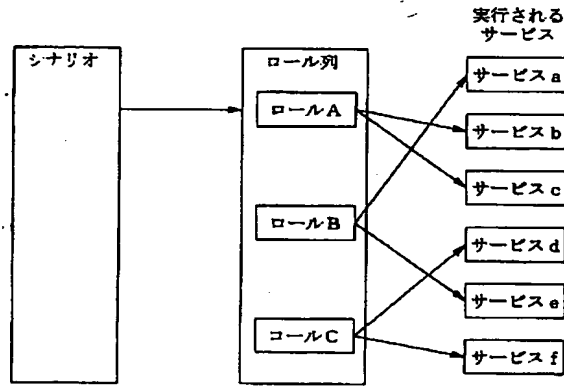 実行される
サービス
シナリオ
ロール列
サービスa
ロールA
サービスb
サービスc
ロールB
サービスd
サービスe
ロールC
サービスf